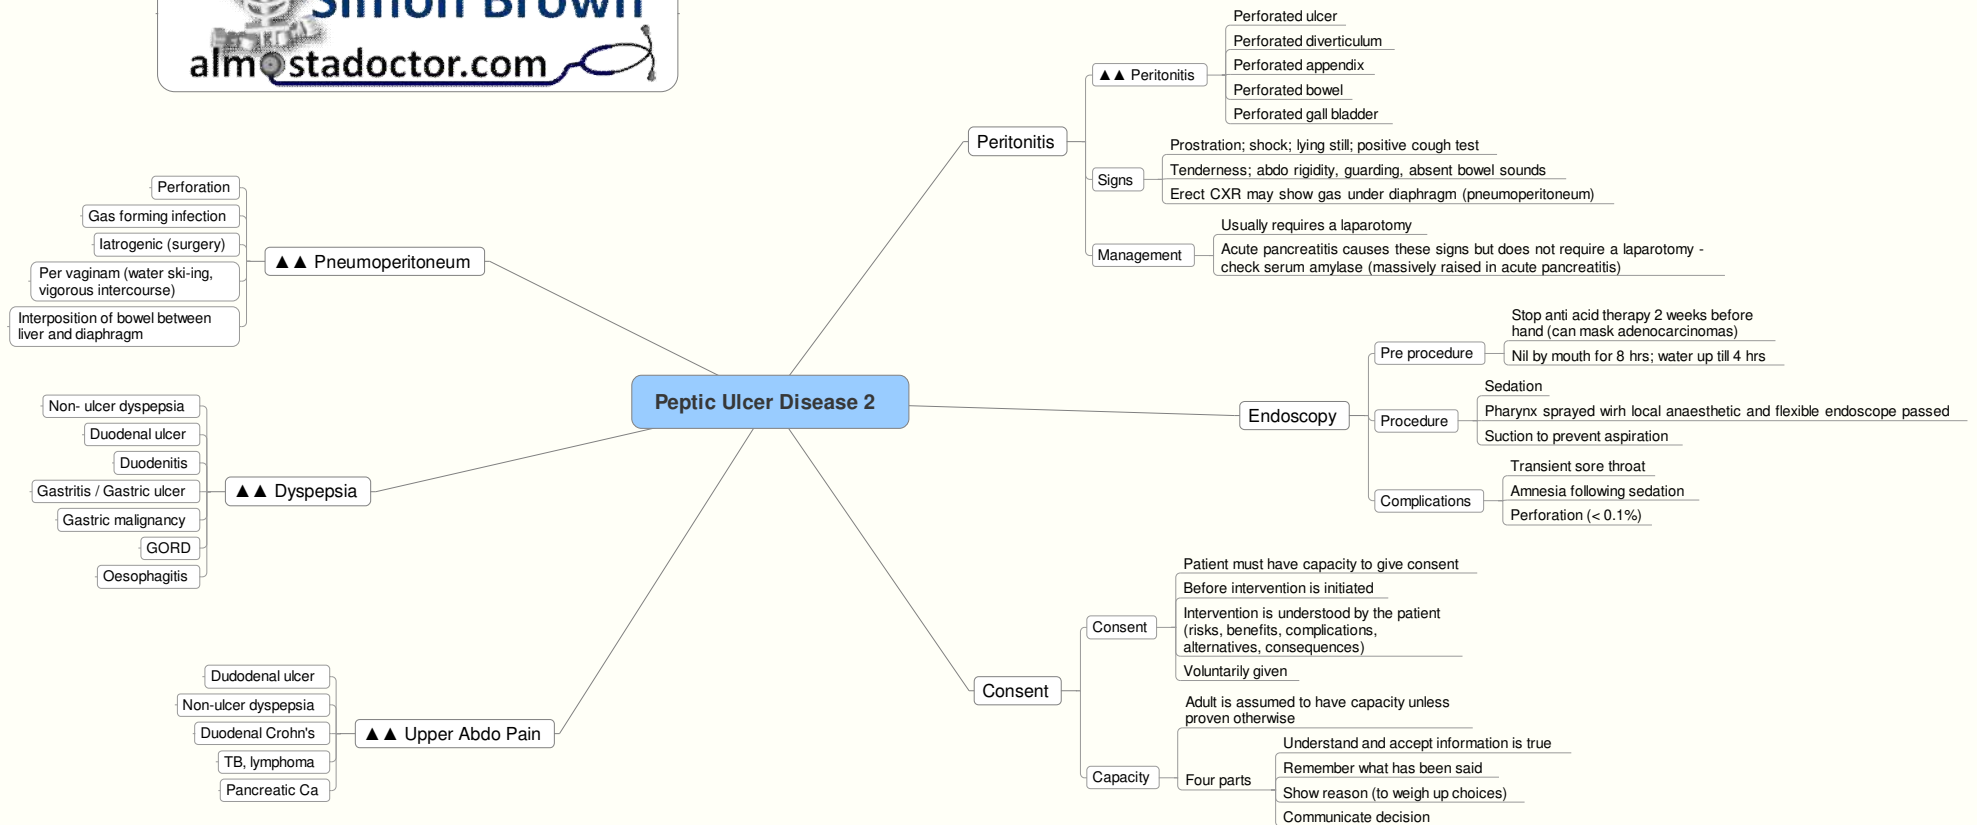 Simon Brown
almostadoctor.com
Peptic Ulcer Disease 2
Peritonitis
▲▲ Peritonitis
Perforated ulcer
Perforated diverticulum
Perforated appendix
Perforated bowel
Perforated gall bladder
Signs
Prostration; shock; lying still; positive cough test
Tenderness; abdo rigidity, guarding, absent bowel sounds
Erect CXR may show gas under diaphragm (pneumoperitoneum)
Management
Usually requires a laparotomy
Acute pancreatitis causes these signs but does not require a laparotomy -
check serum amylase (massively raised in acute pancreatitis)
Endoscopy
Pre procedure
Stop anti acid therapy 2 weeks before
hand (can mask adenocarcinomas)
Nil by mouth for 8 hrs; water up till 4 hrs
Procedure
Sedation
Pharynx sprayed wirh local anaesthetic and flexible endoscope passed
Suction to prevent aspiration
Complications
Transient sore throat
Amnesia following sedation
Perforation (< 0.1%)
Consent
Consent
Patient must have capacity to give consent
Before intervention is initiated
Intervention is understood by the patient
(risks, benefits, complications,
alternatives, consequences)
Voluntarily given
Capacity
Adult is assumed to have capacity unless
proven otherwise
Four parts
Understand and accept information is true
Remember what has been said
Show reason (to weigh up choices)
Communicate decision
▲▲ Pneumoperitoneum
Perforation
Gas forming infection
Iatrogenic (surgery)
Per vaginam (water ski-ing,
vigorous intercourse)
Interposition of bowel between
liver and diaphragm
▲▲ Dyspepsia
Non- ulcer dyspepsia
Duodenal ulcer
Duodenitis
Gastritis / Gastric ulcer
Gastric malignancy
GORD
Oesophagitis
▲▲ Upper Abdo Pain
Dudodenal ulcer
Non-ulcer dyspepsia
Duodenal Crohn's
TB, lymphoma
Pancreatic Ca